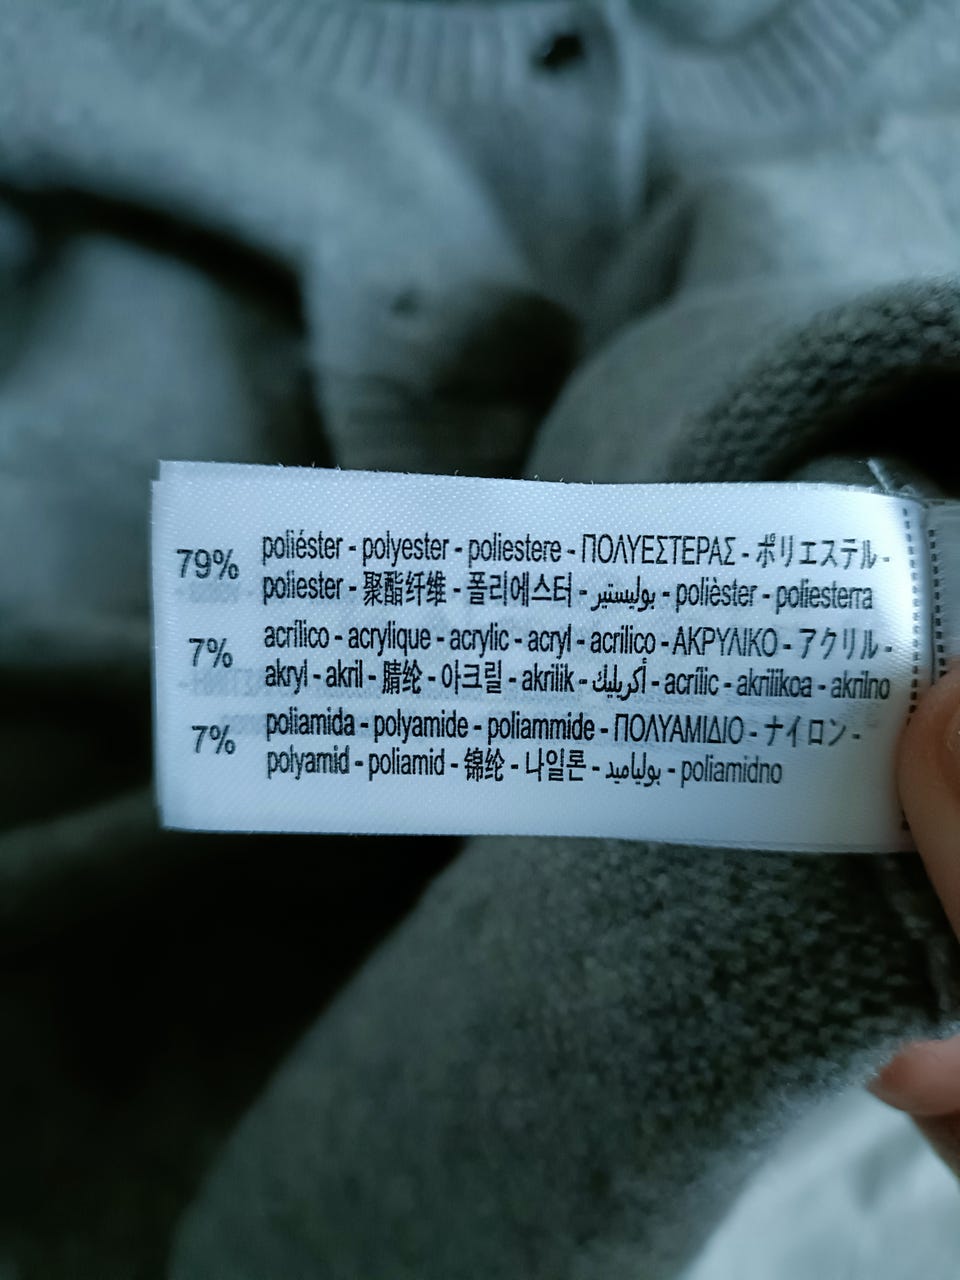 79% poliéster - polyester - poliestere - ΠΟΛΥΕΣΤΕΡΑΣ - ポリエステル -
poliester - 聚酯纤维 - 폴리에스터 - بوليستير - polièster - poliesterra
7% acrílico - acrylique - acrylic - acryl - acrilico - ΑΚΡΥΛΙΚΟ - アクリル -
akryl - akril - 腈纶 - 아크릴 - akrilik - أكريليك - acrílic - akrilikoa - akrilno
7% poliamida - polyamide - poliammide - ΠΟΛΥΑΜΙΔΙΟ - ナイロン -
polyamid - poliamid - 锦纶 - 나일론 - بولياميد - poliamidno